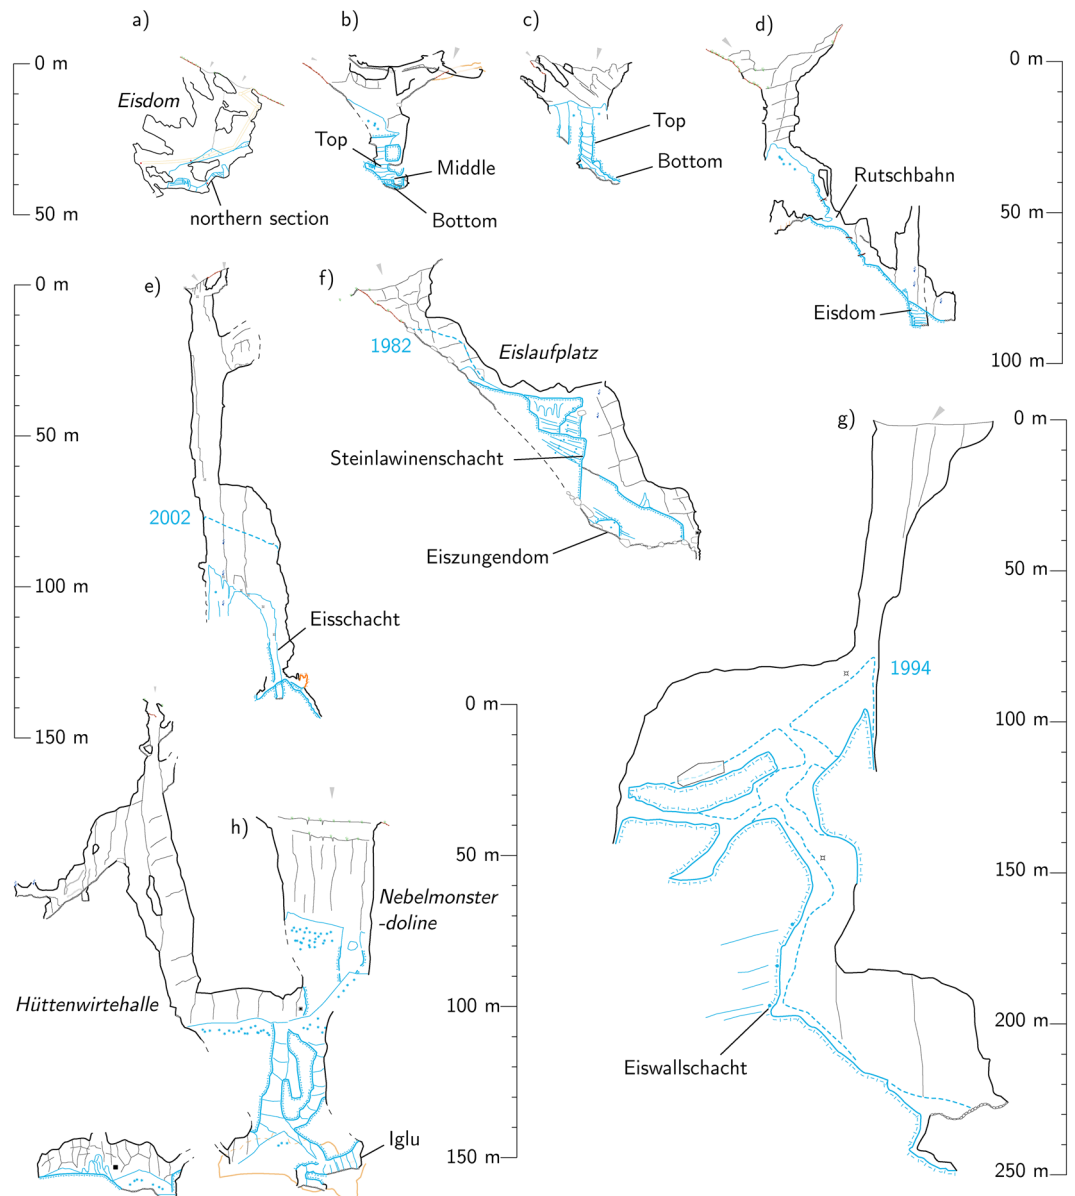 a)
b)
c)
d)
0 m
0 m
Eisdom
Top
Top
Middle
Bottom
Rutschbahn
50 m
northern section
Bottom
50 m
e)
f)
0 m
1982
Eislaufplatz
Eisdom
100 m
g)
0 m
50 m
Steinlawinenschacht
2002
Eiszungendom
50 m
100 m
Eisschacht
1994
0 m
100 m
150 m
h)
50 m
150 m
Nebelmonster
-doline
Hüttenwirtehalle
100 m
200 m
Eiswallschacht
Iglu
150 m
250 m